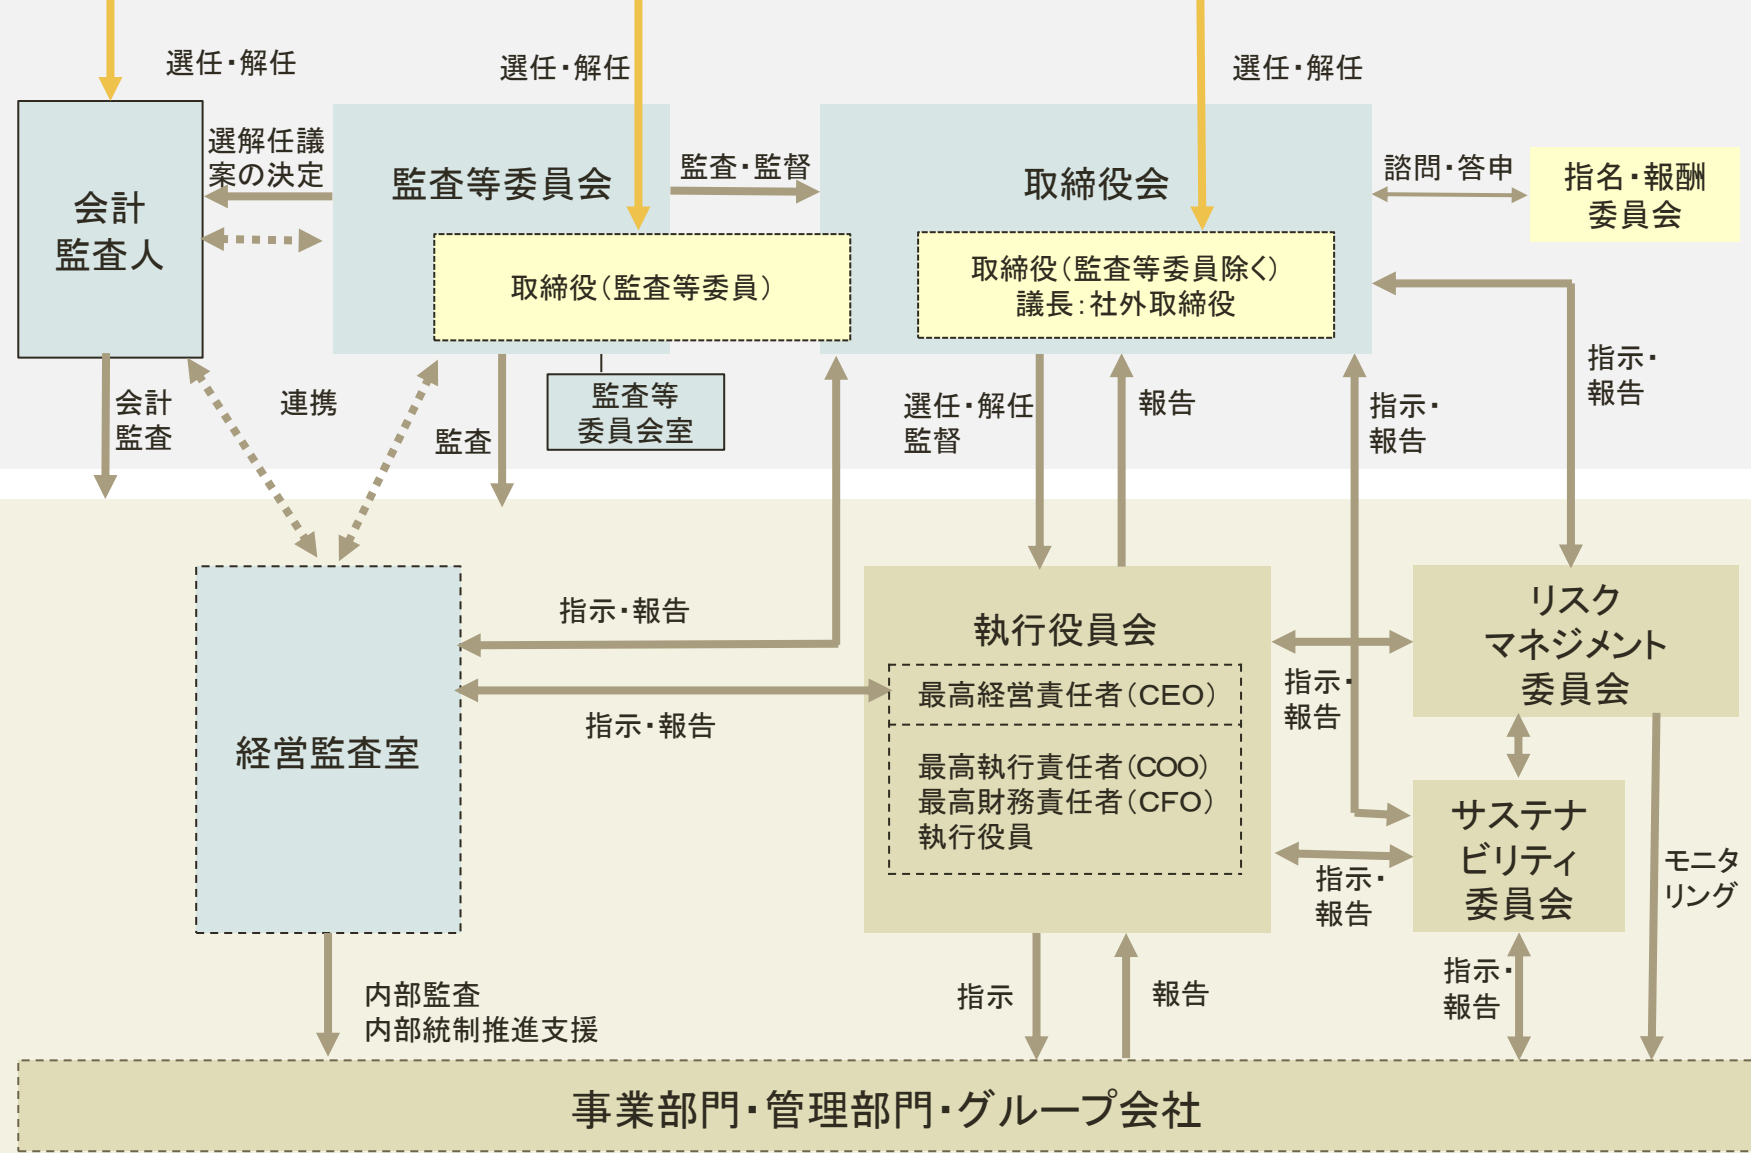 選任・解任
選任・解任
選任・解任
会計
監査人
選解任議
案の決定
監査等委員会
監査・監督
取締役会
諮問・答申
指名・報酬
委員会
取締役（監査等委員）
取締役（監査等委員除く）
議長：社外取締役
会計
監査
連携
監査
監査等
委員会室
選任・解任
監督
報告
指示・
報告
指示・
報告
経営監査室
指示・報告
指示・報告
執行役員会
最高経営責任者（CEO）
最高執行責任者（COO）
最高財務責任者（CFO）
執行役員
指示・
報告
リスク
マネジメント
委員会
サステナ
ビリティ
委員会
指示・
報告
モニタ
リング
内部監査
内部統制推進支援
指示
報告
指示・
報告
事業部門・管理部門・グループ会社